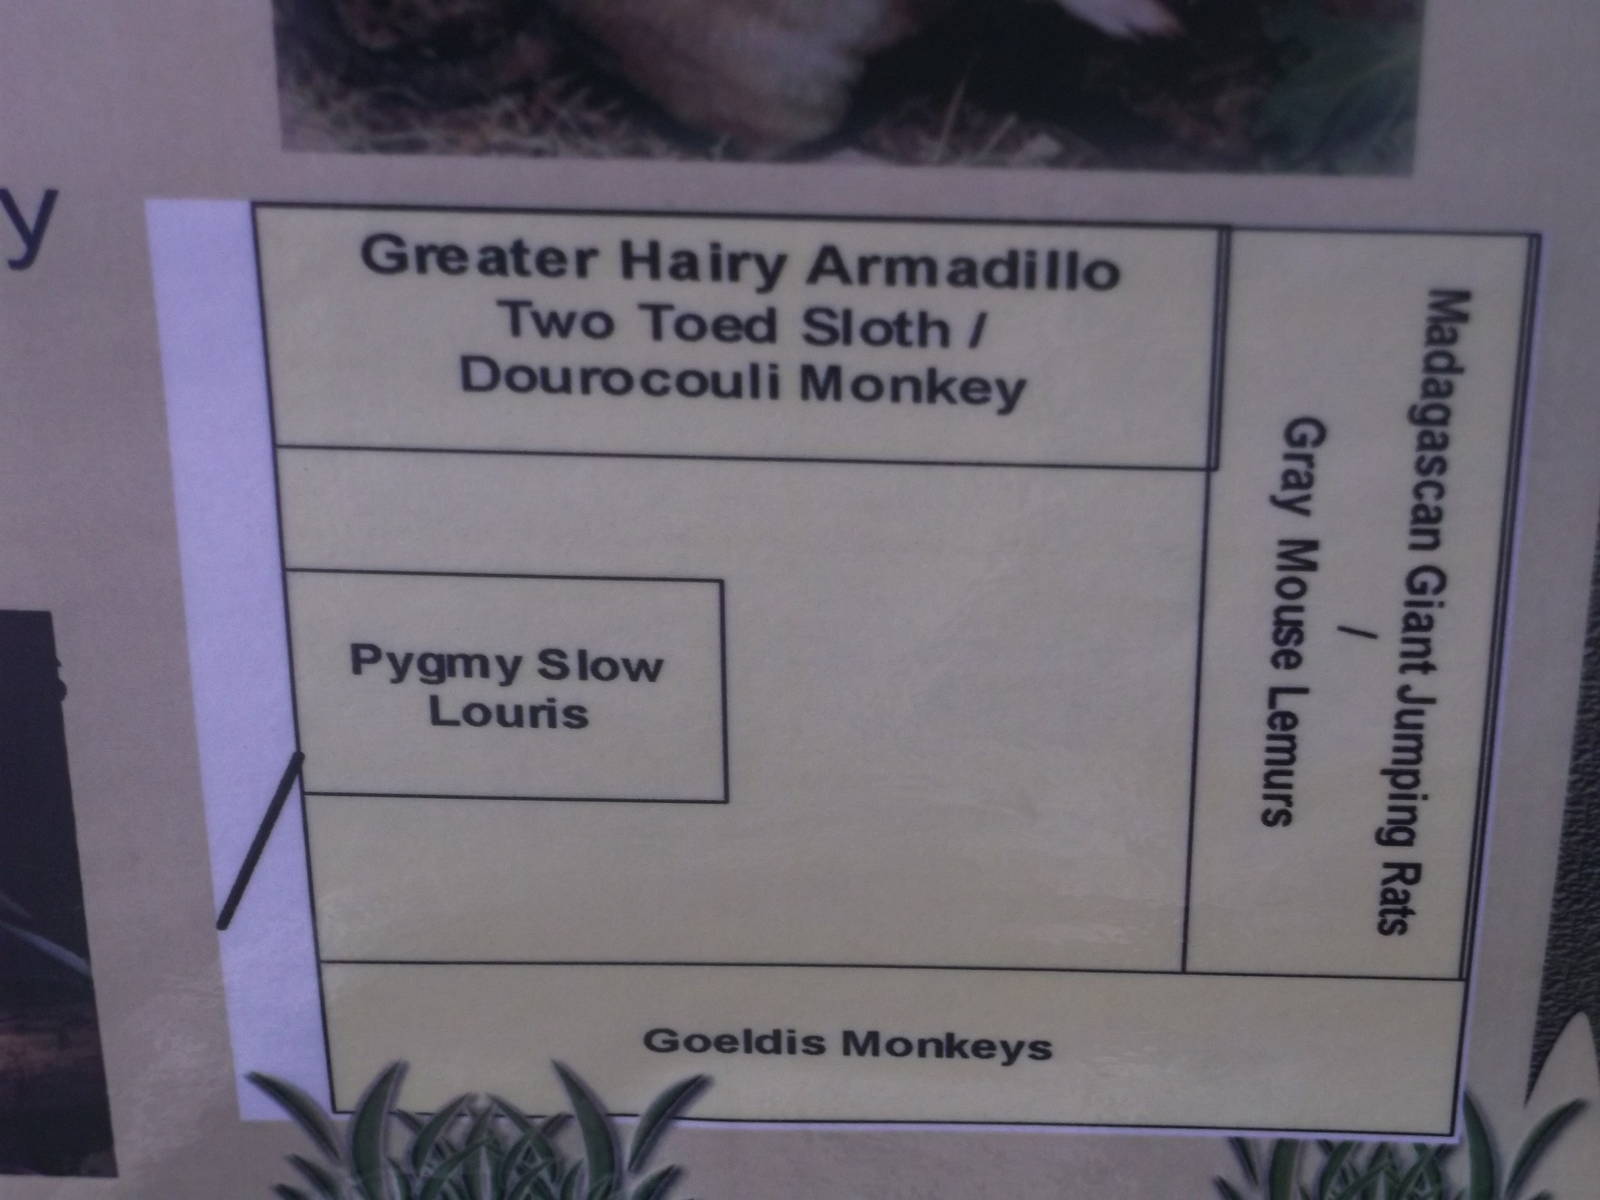 y
Greater Hairy Armadillo
Two Toed Sloth /
Dourocouli Monkey
Madagascan Giant Jumping Rats
/
Gray Mouse Lemurs
Pygmy Slow
Louris
Goeldis Monkeys